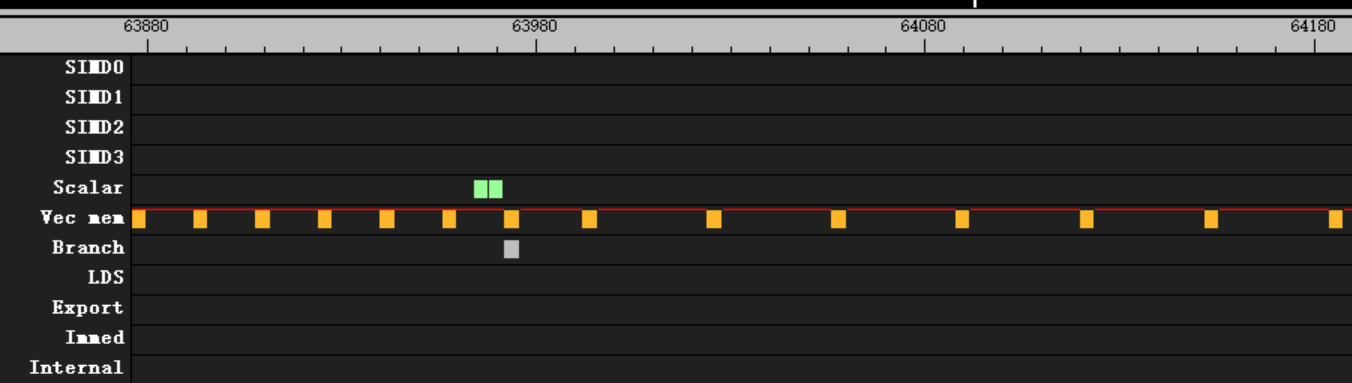 63880 63980 64080 64180
SIMD0
SIMD1
SIMD2
SIMD3
Scalar
Vec mem
Branch
LDS
Export
Immed
Internal